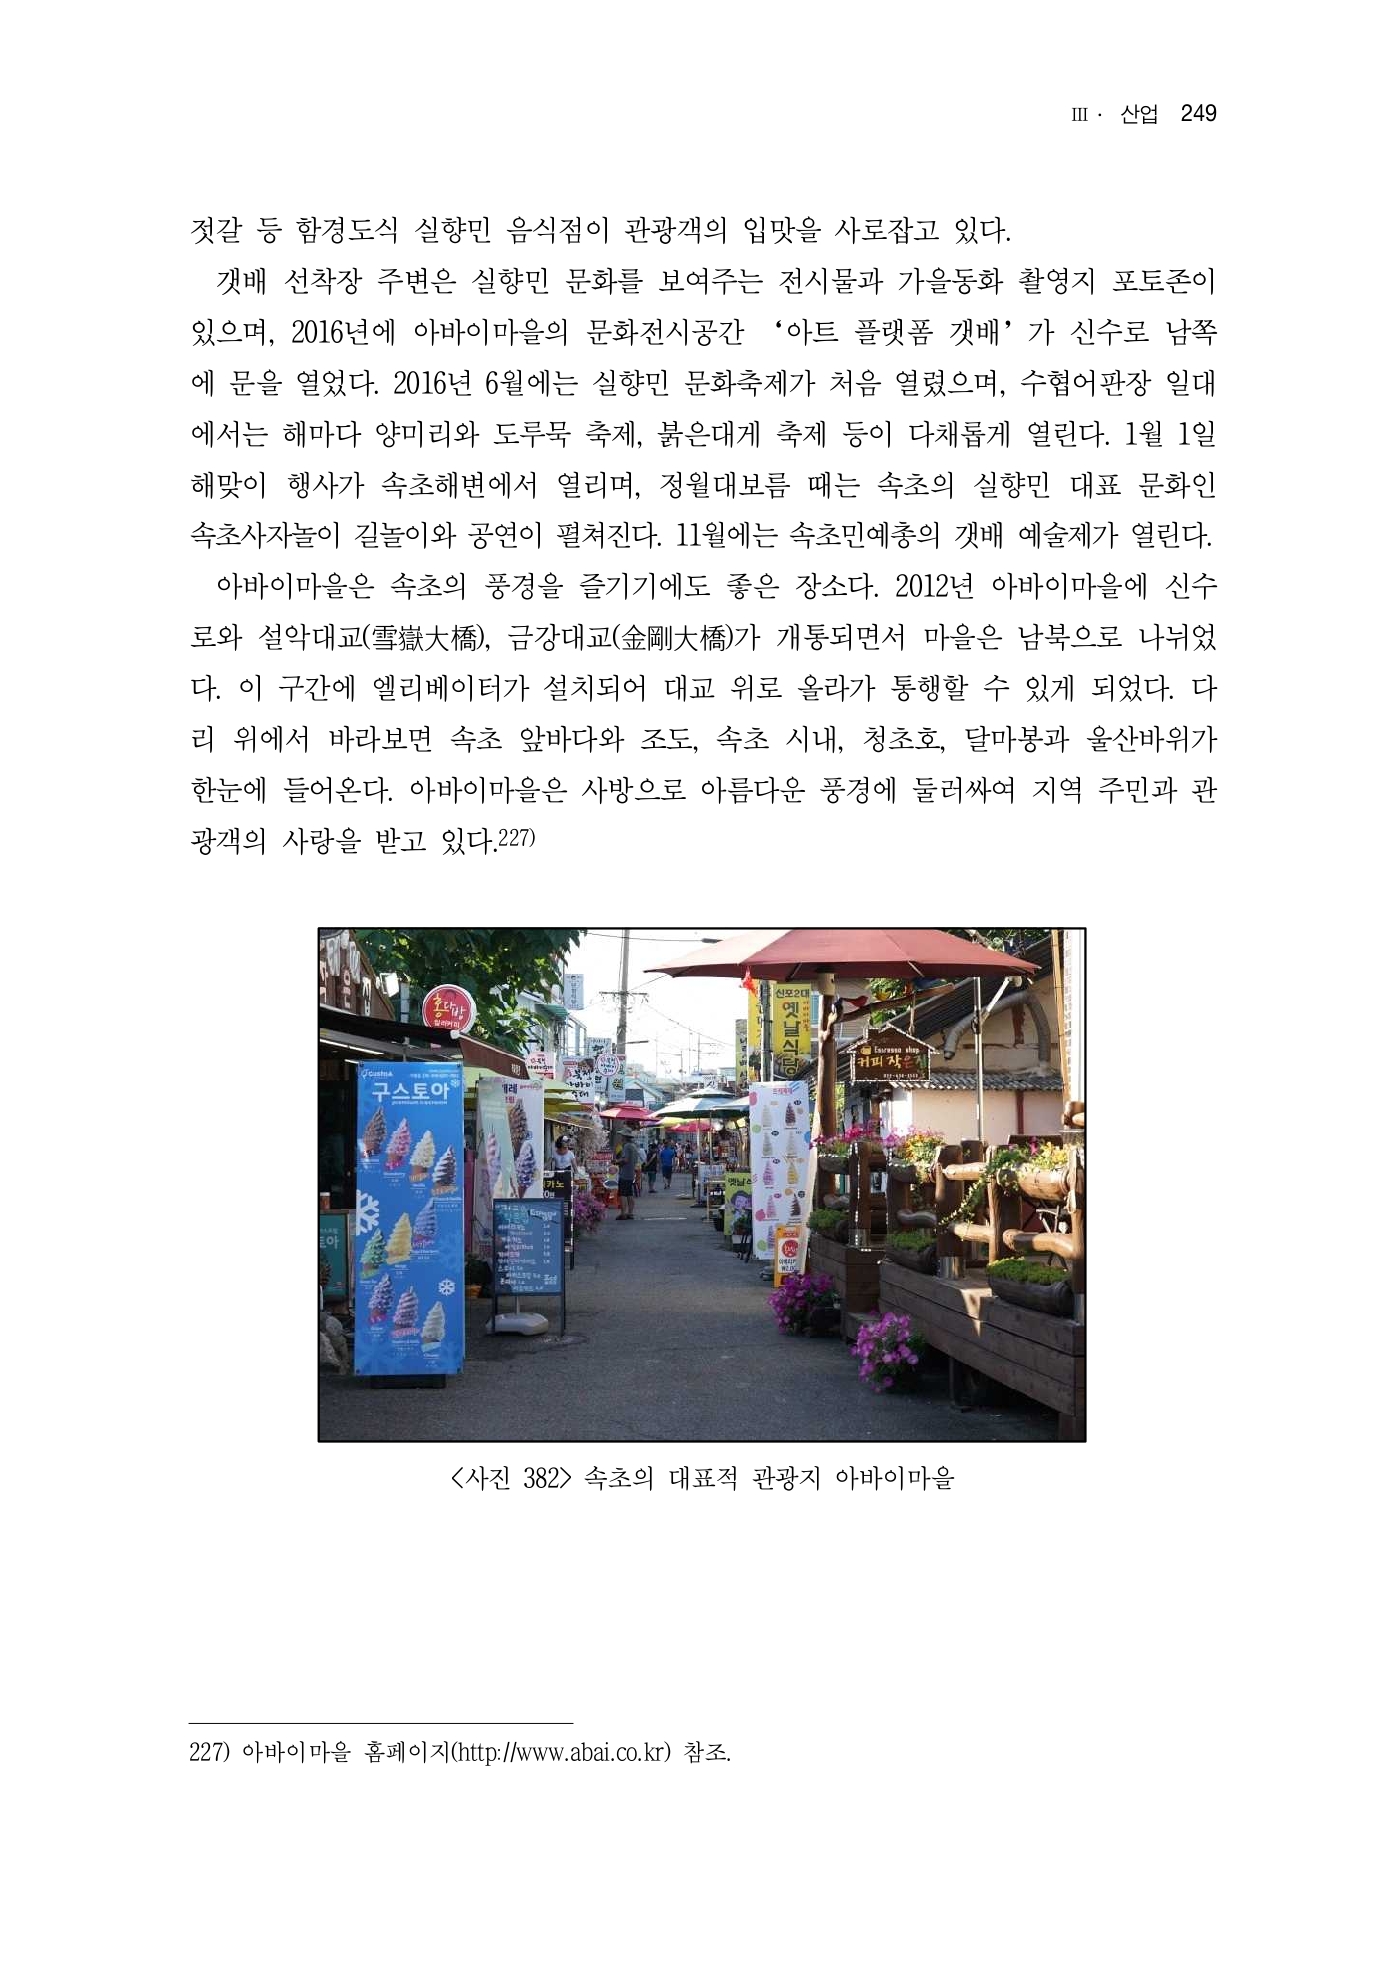 Ⅲ · 산업 249
젓갈 등 함경도식 실향민 음식점이 관광객의 입맛을 사로잡고 있다.
갯배 선착장 주변은 실향민 문화를 보여주는 전시물과 가을동화 촬영지 포토존이
있으며, 2016년에 아바이마을의 문화전시공간 ‘아트 플랫폼 갯배’가 신수로 남쪽
에 문을 열었다. 2016년 6월에는 실향민 문화축제가 처음 열렸으며, 수협어판장 일대
에서는 해마다 양미리와 도루묵 축제, 붉은대게 축제 등이 다채롭게 열린다. 1월 1일
해맞이 행사가 속초해변에서 열리며, 정월대보름 때는 속초의 실향민 대표 문화인
속초사자놀이 길놀이와 공연이 펼쳐진다. 11월에는 속초민예총의 갯배 예술제가 열린다.
아바이마을은 속초의 풍경을 즐기기에도 좋은 장소다. 2012년 아바이마을에 신수
로와 설악대교(雪嶽大橋), 금강대교(金剛大橋)가 개통되면서 마을은 남북으로 나뉘었
다. 이 구간에 엘리베이터가 설치되어 대교 위로 올라가 통행할 수 있게 되었다. 다
리 위에서 바라보면 속초 앞바다와 조도, 속초 시내, 청초호, 달마봉과 울산바위가
한눈에 들어온다. 아바이마을은 사방으로 아름다운 풍경에 둘러싸여 지역 주민과 관
광객의 사랑을 받고 있다.227)
홍다방
구스토아
신포2대
옛날식당
Espresso shop
커피 작은집
<사진 382> 속초의 대표적 관광지 아바이마을
227) 아바이마을 홈페이지(http://www.abai.co.kr) 참조.